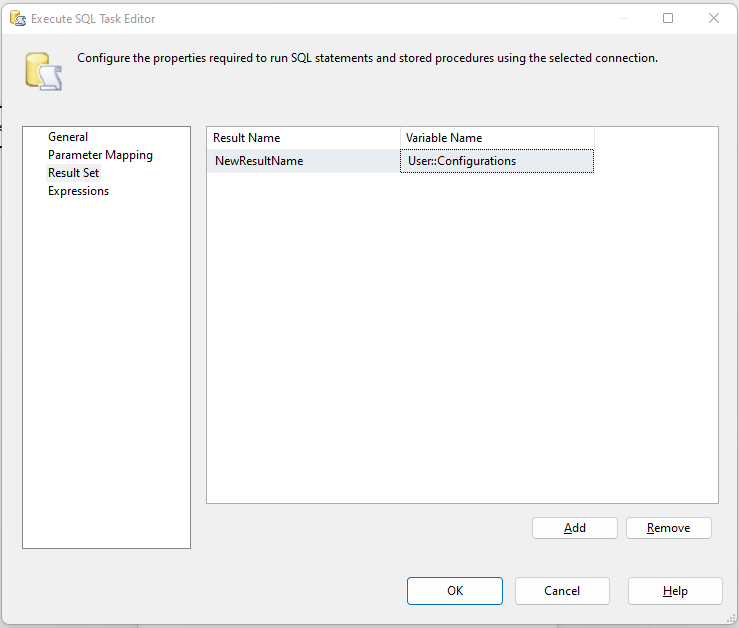 Execute SQL Task Editor
Configure the properties required to run SQL statements and stored procedures using the selected connection.
General
Parameter Mapping
Result Set
Expressions
Result Name Variable Name
NewResultName User::Configurations
Add Remove
OK Cancel Help